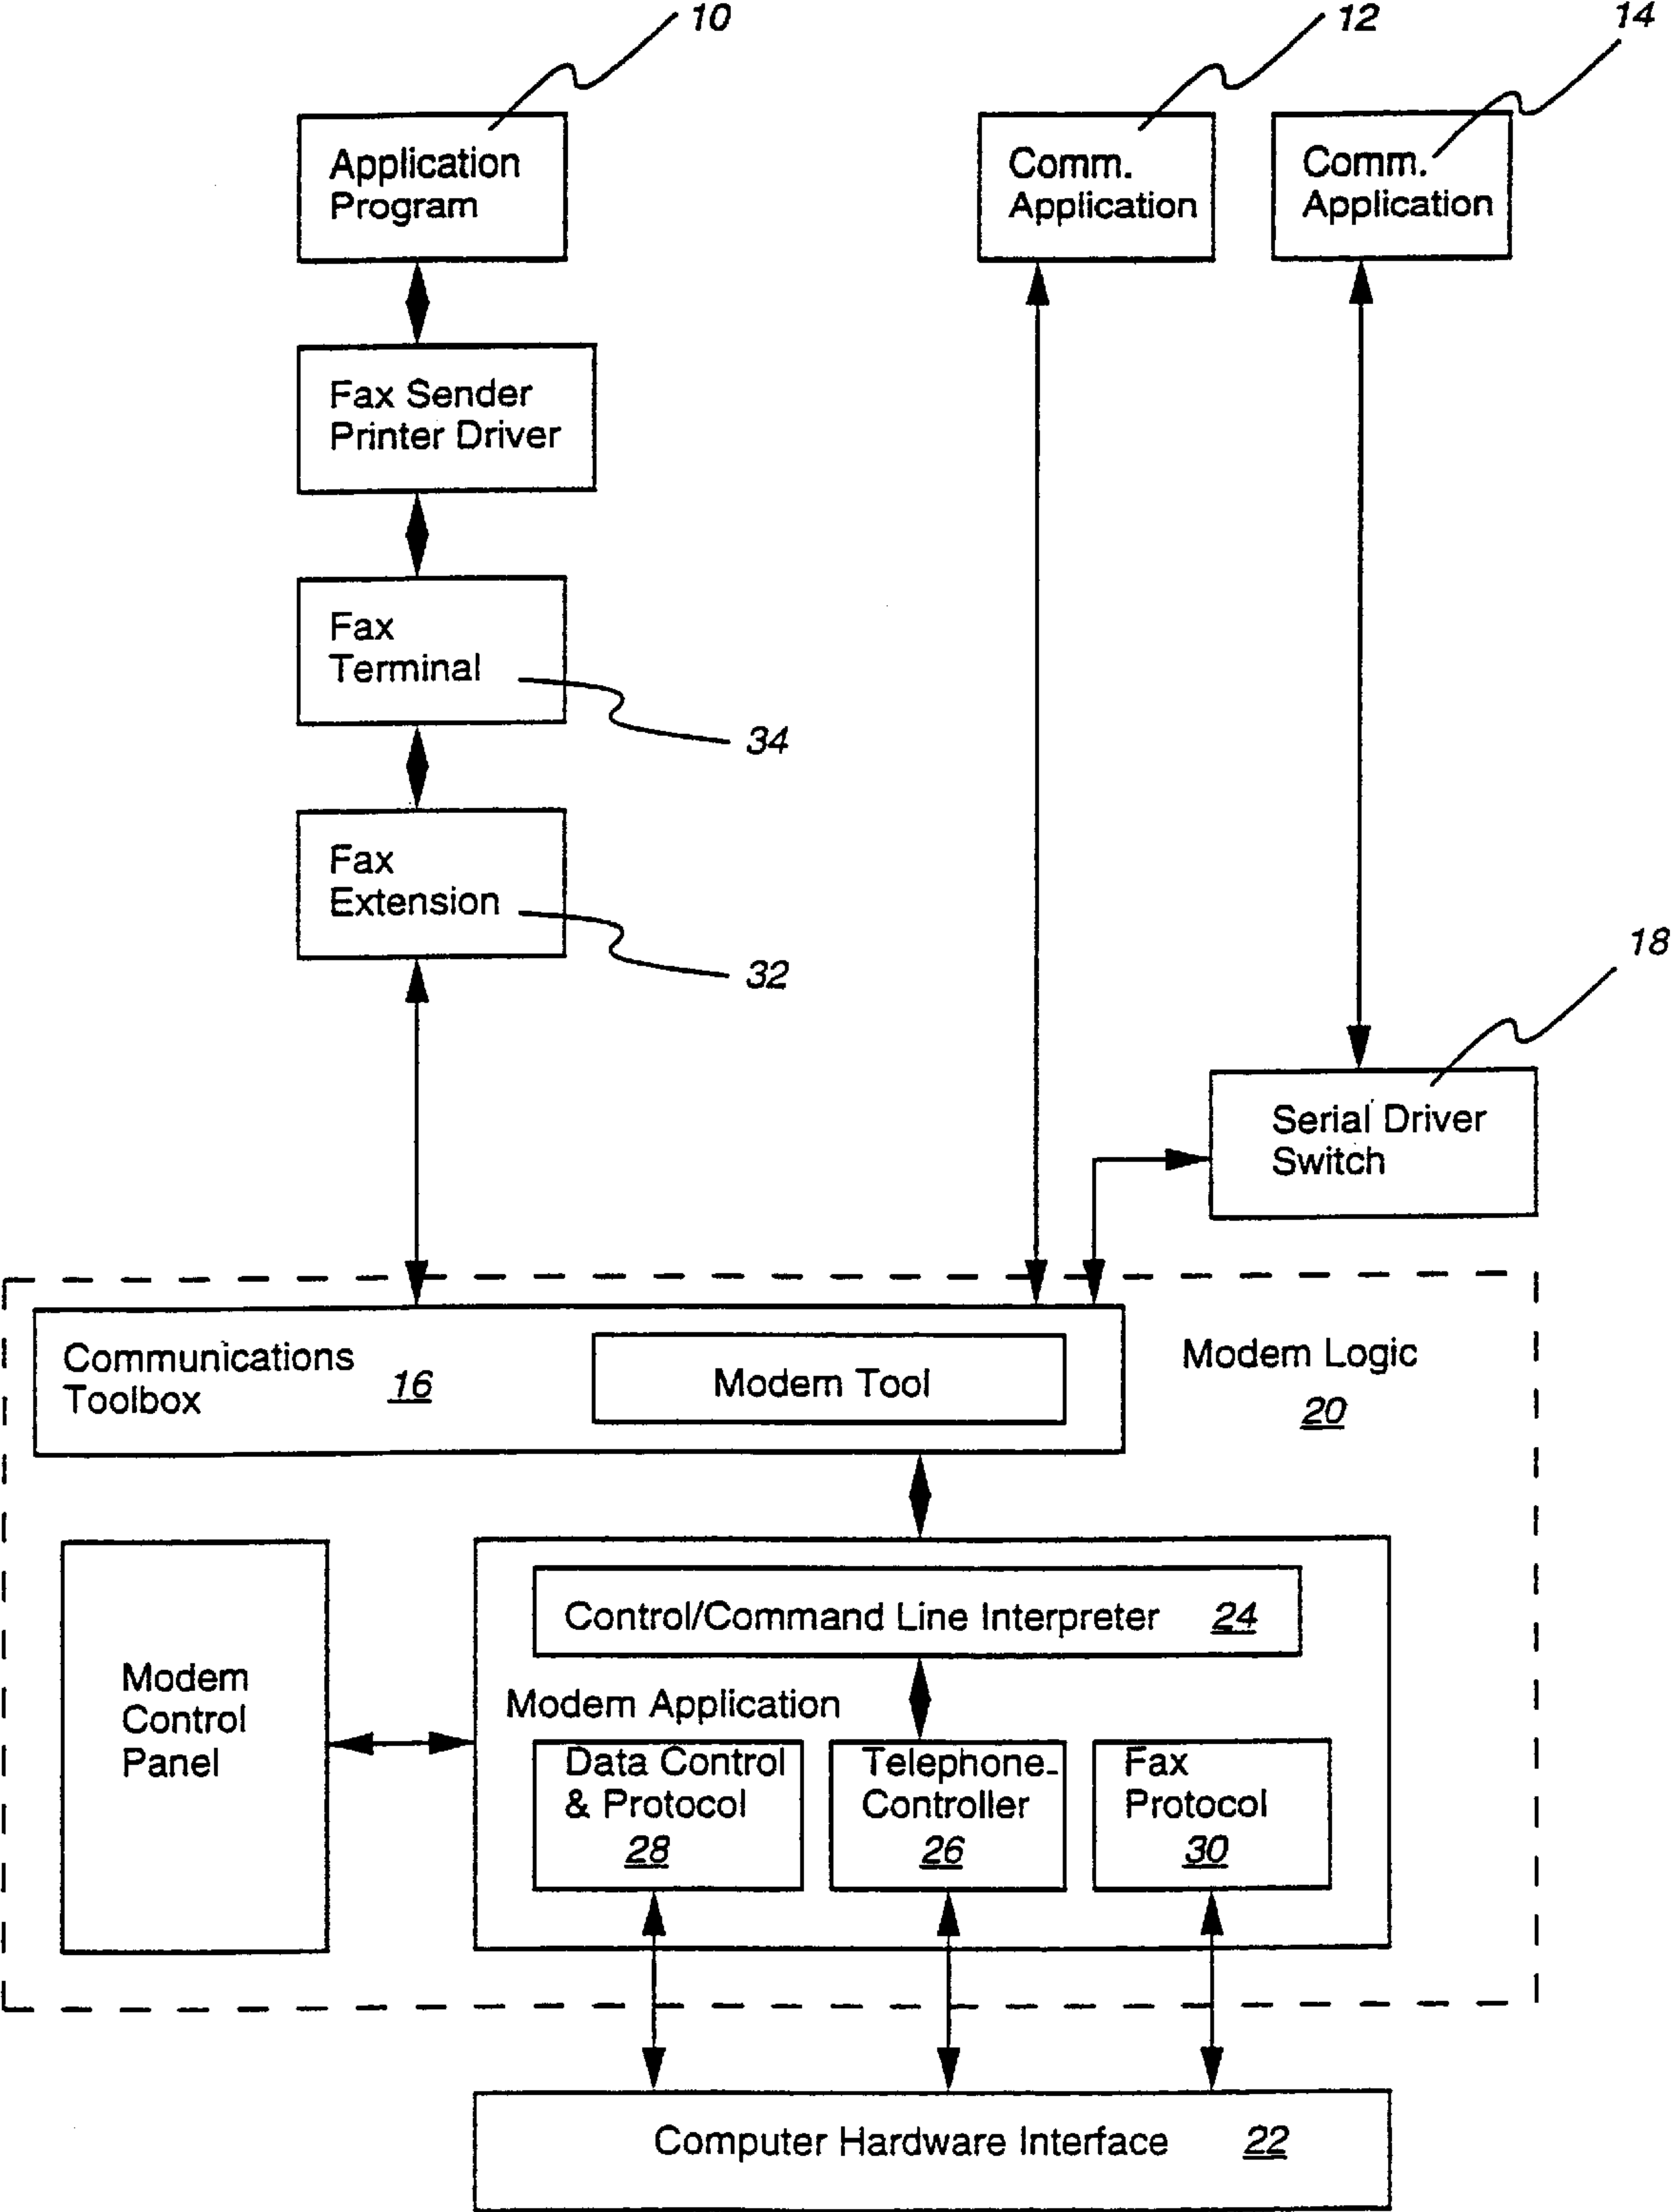 10
12
14
Application
Program
Comm.
Application
Comm.
Application
Fax Sender
Printer Driver
Fax
Terminal
34
Fax
Extension
32
18
Serial Driver
Switch
Communications
Toolbox
16
Modem Tool
Modem Logic
20
Control/Command Line Interpreter 24
Modem
Control
Panel
Modem Application
Data Control
& Protocol
28
Telephone-
Controller
26
Fax
Protocol
30
Computer Hardware Interface 22